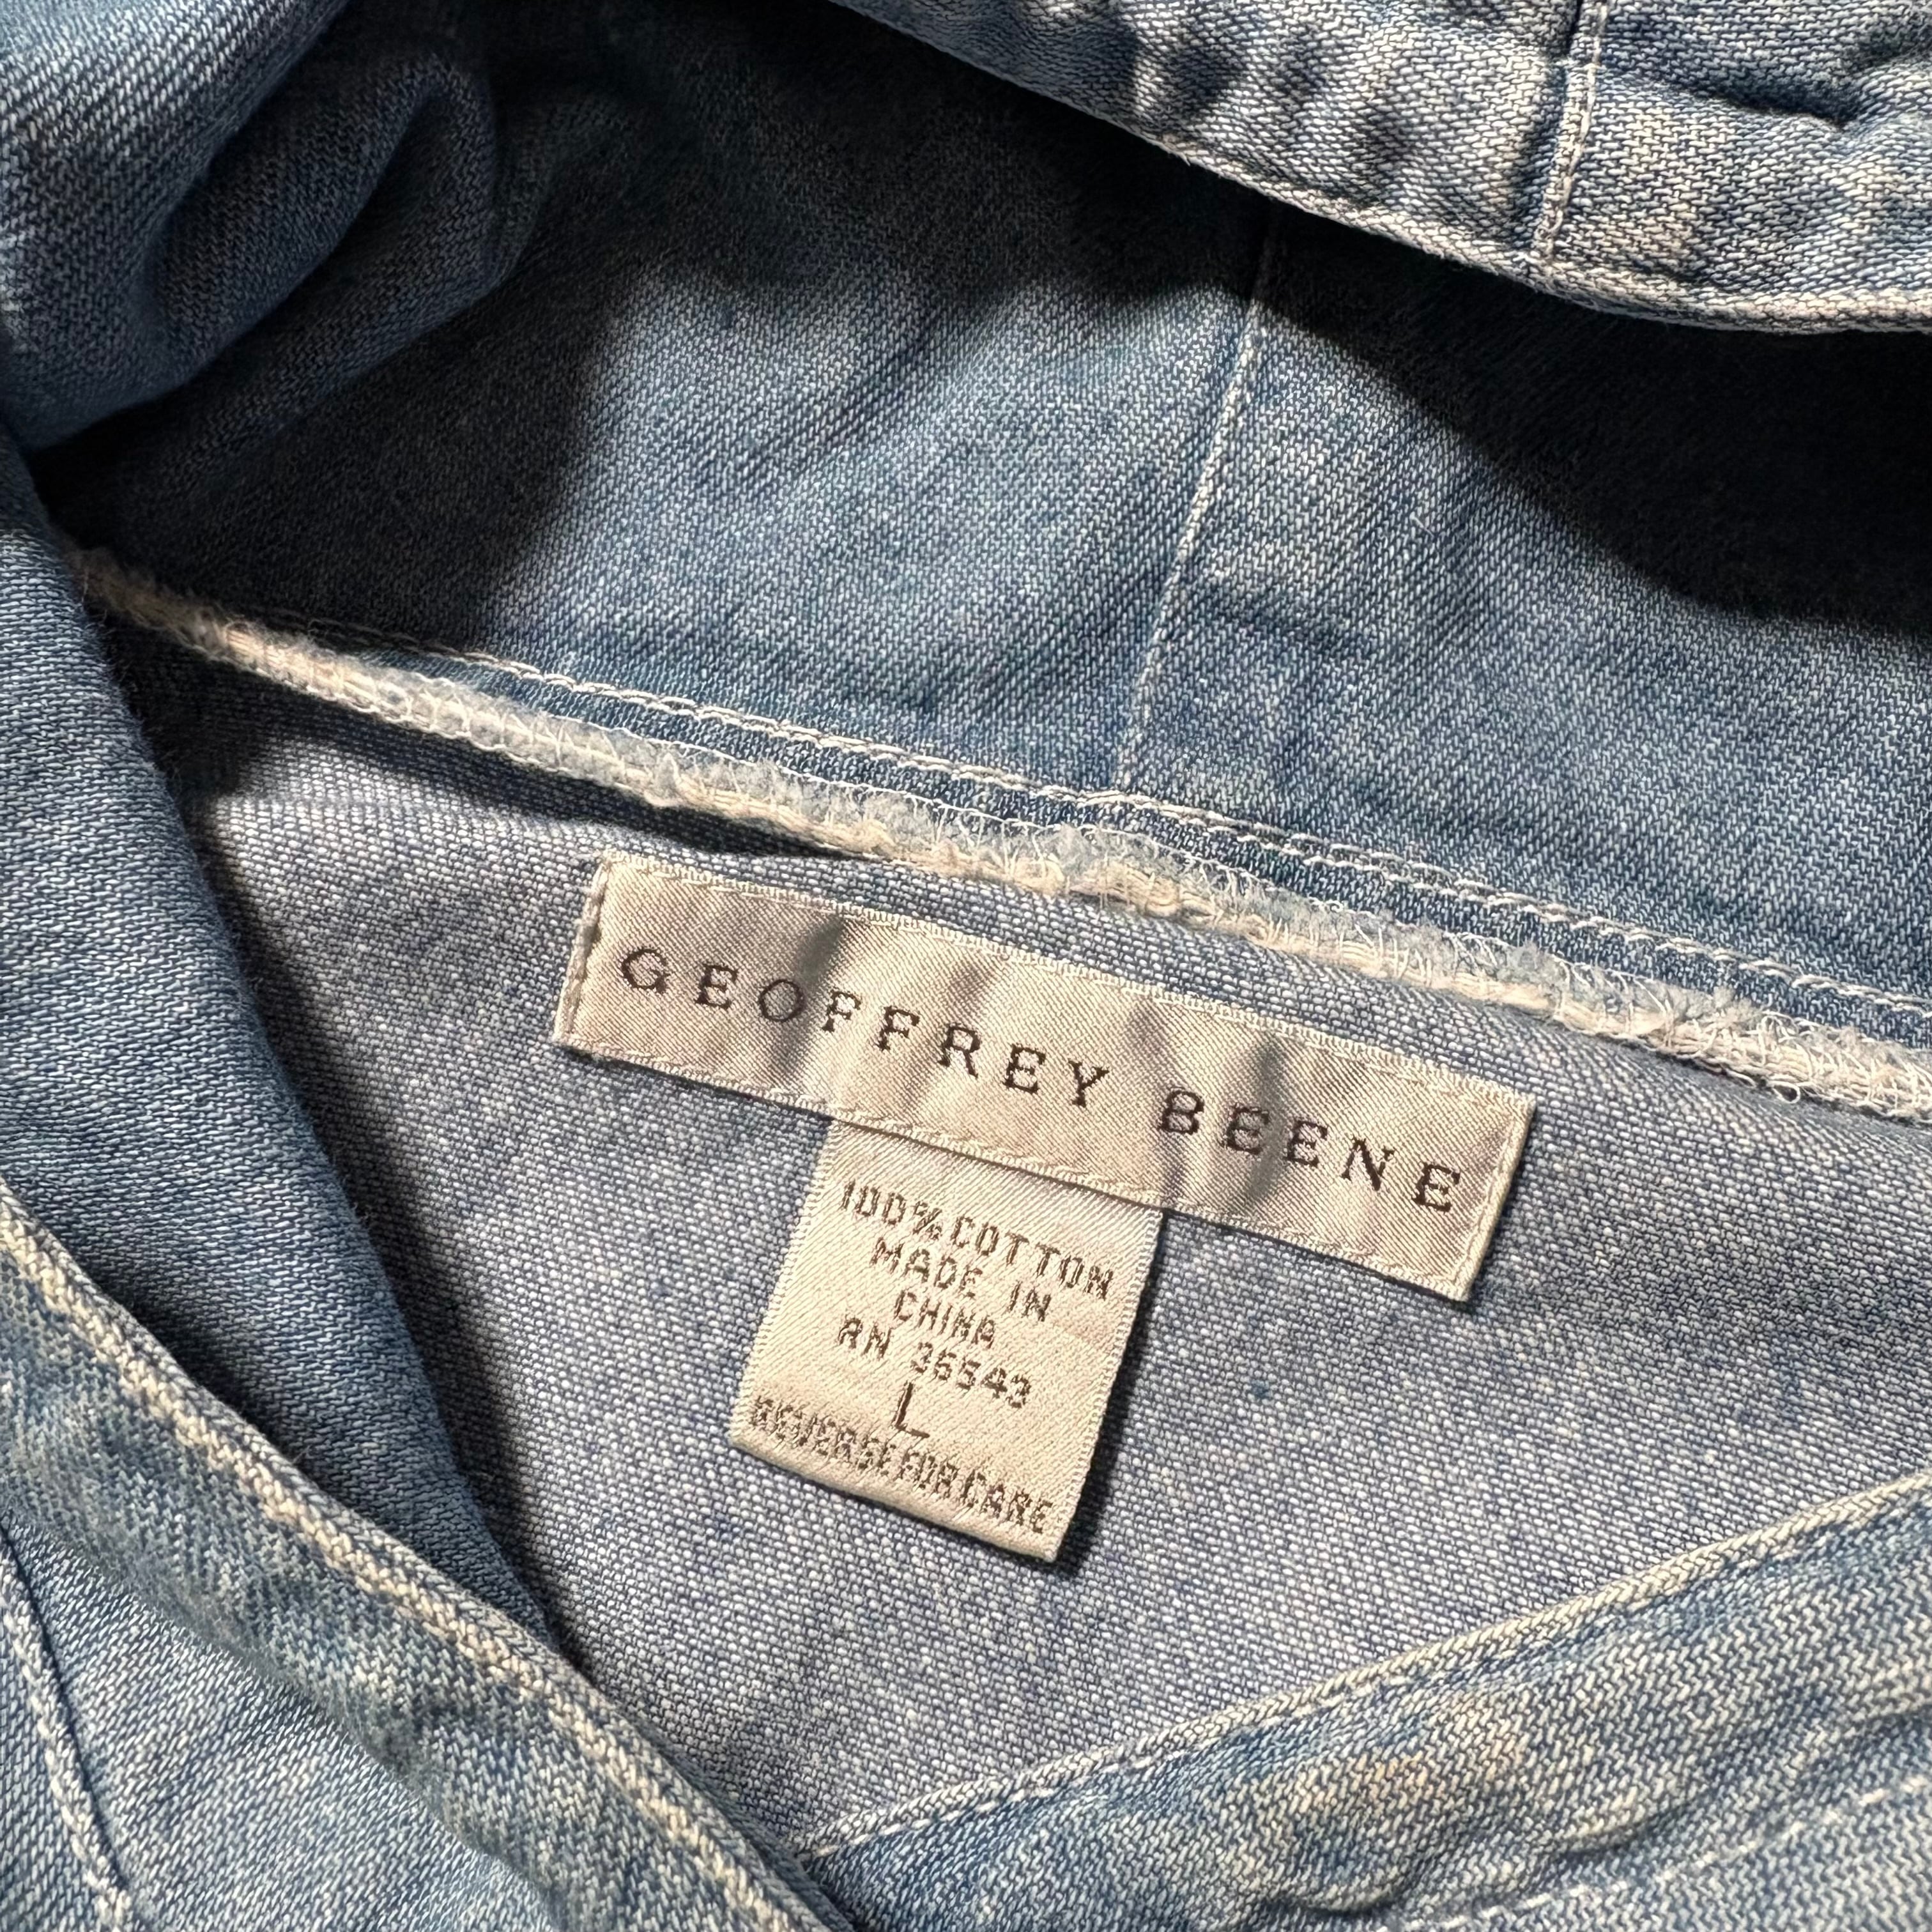 GEOFFREY BEENE
100% COTTON
MADE IN
CHINA
RN 36543
L
REVERSE FOR CARE